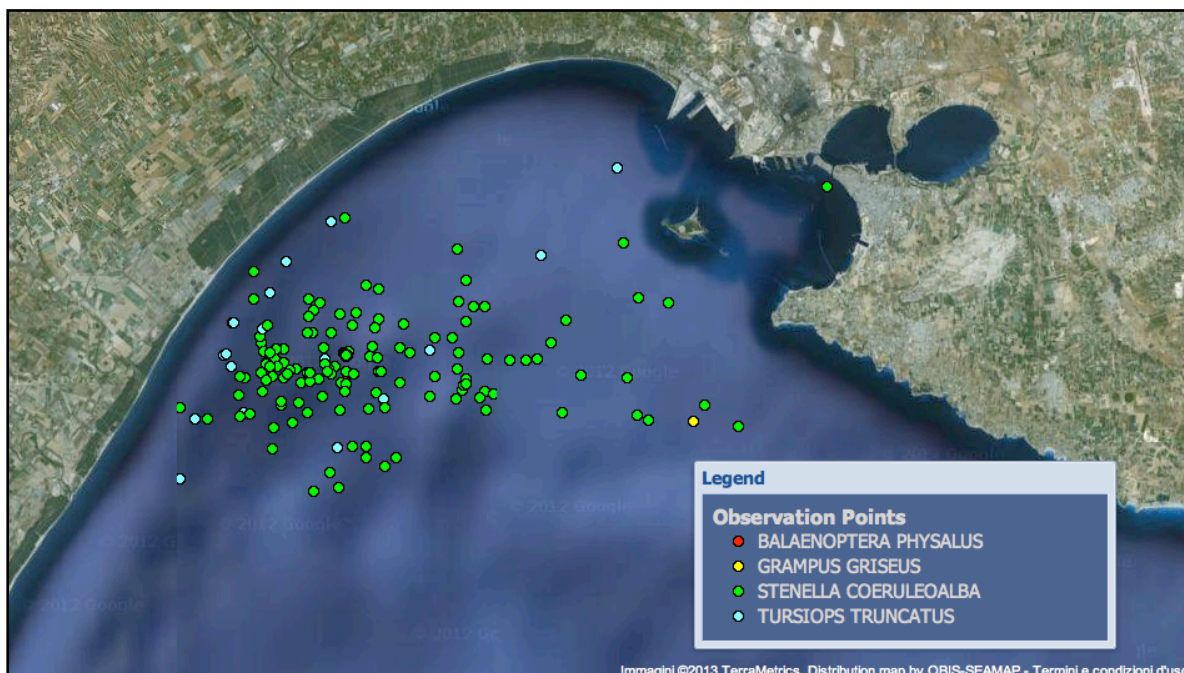 © 2012 Google
© 2012 Google
© 2012 Google
© 2012 Google
Legend
Observation Points
BALAENOPTERA PHYSALUS
GRAMPUS GRISEUS
STENELLA COERULEOALBA
TURSIOPS TRUNCATUS
Immagini ©2013 TerraMetrics, Distribution map by OBIS-SEAMAP - Termini e condizioni d'uso